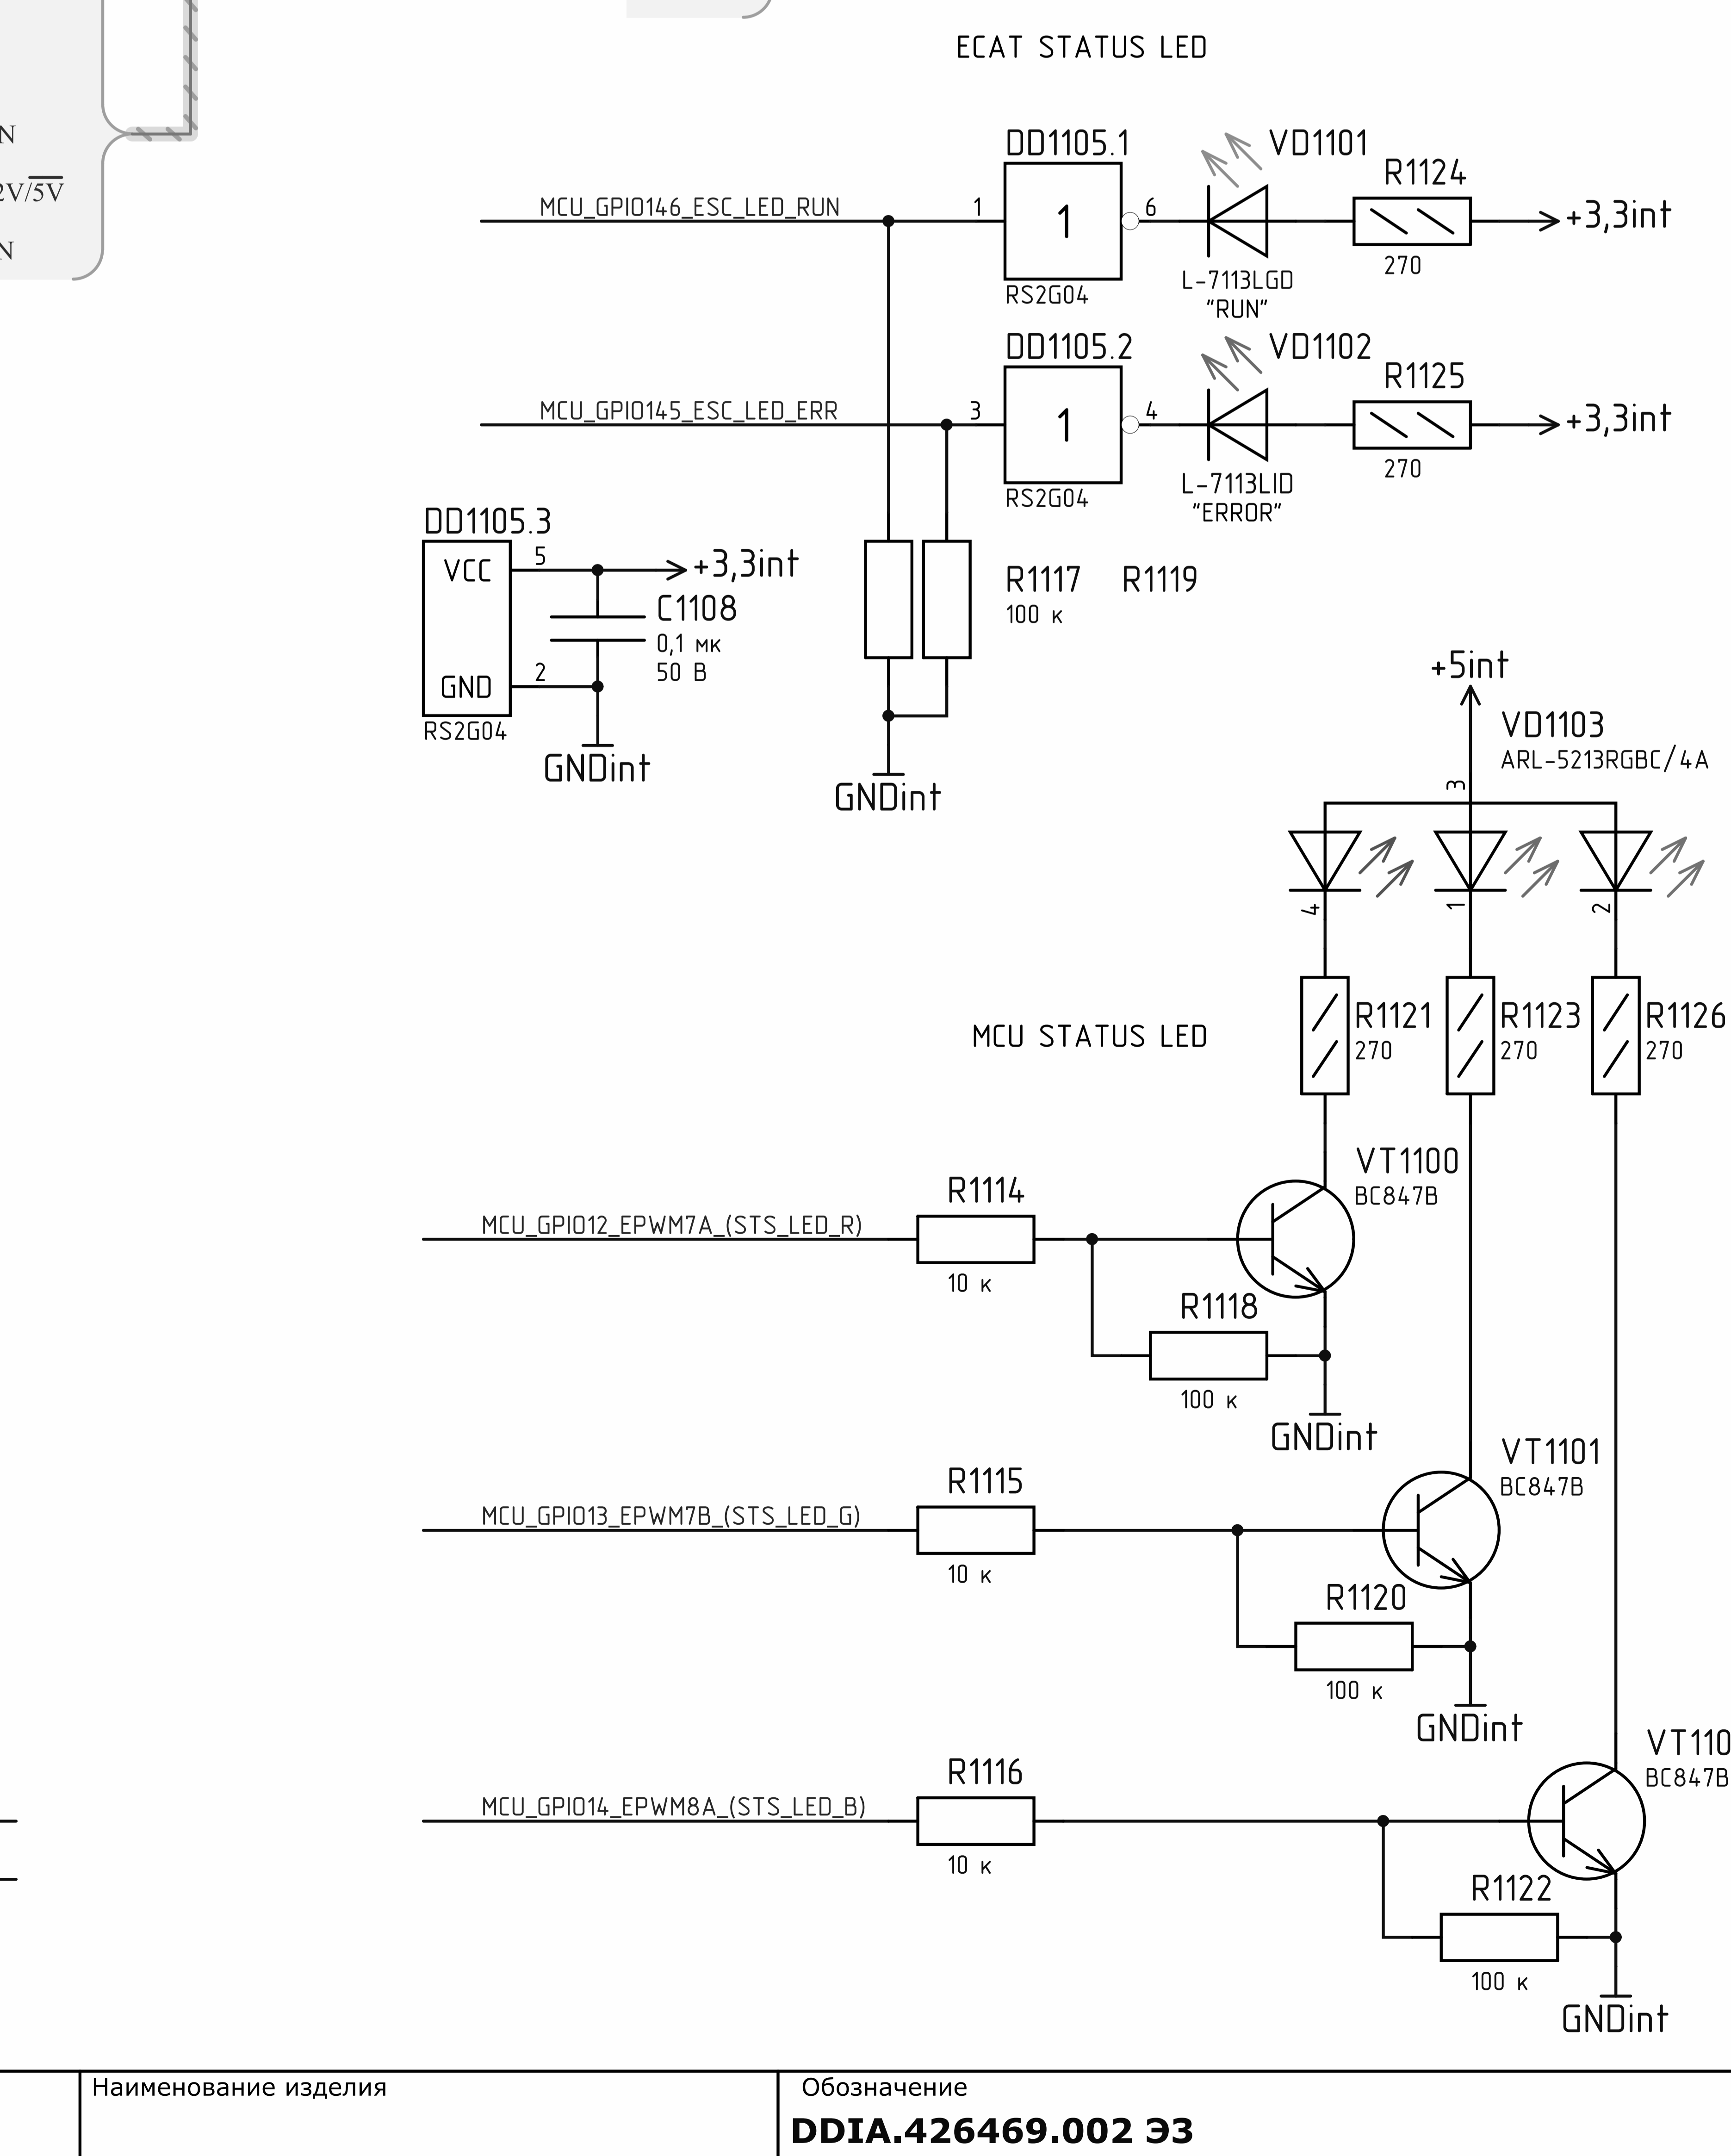 ECAT STATUS LED
N
2V/5V
N
DD1105.1
VD1101
R1124
MCU_GPIO146_ESC_LED_RUN
1
1
6
+3,3int
270
L-7113LGD
RS2G04
"RUN"
DD1105.2
VD1102
R1125
MCU_GPIO145_ESC_LED_ERR
3
1
4
+3,3int
270
L-7113LID
RS2G04
"ERROR"
DD1105.3
VCC
5
+3,3int
C1108
0,1 мк
50 В
GND
2
RS2G04
GNDint
R1117 R1119
100 к
GNDint
+5int
VD1103
ARL-5213RGBC/4A
3
4
1
2
R1121
270
R1123
270
R1126
270
MCU STATUS LED
VT1100
BC847B
R1114
MCU_GPIO12_EPWM7A_(STS_LED_R)
10 к
R1118
100 к
GNDint
VT1101
BC847B
R1115
MCU_GPIO13_EPWM7B_(STS_LED_G)
10 к
R1120
100 к
GNDint
VT110
BC847B
R1116
MCU_GPIO14_EPWM8A_(STS_LED_B)
10 к
R1122
100 к
GNDint
Наименование изделия
Обозначение
DDIA.426469.002 Э3